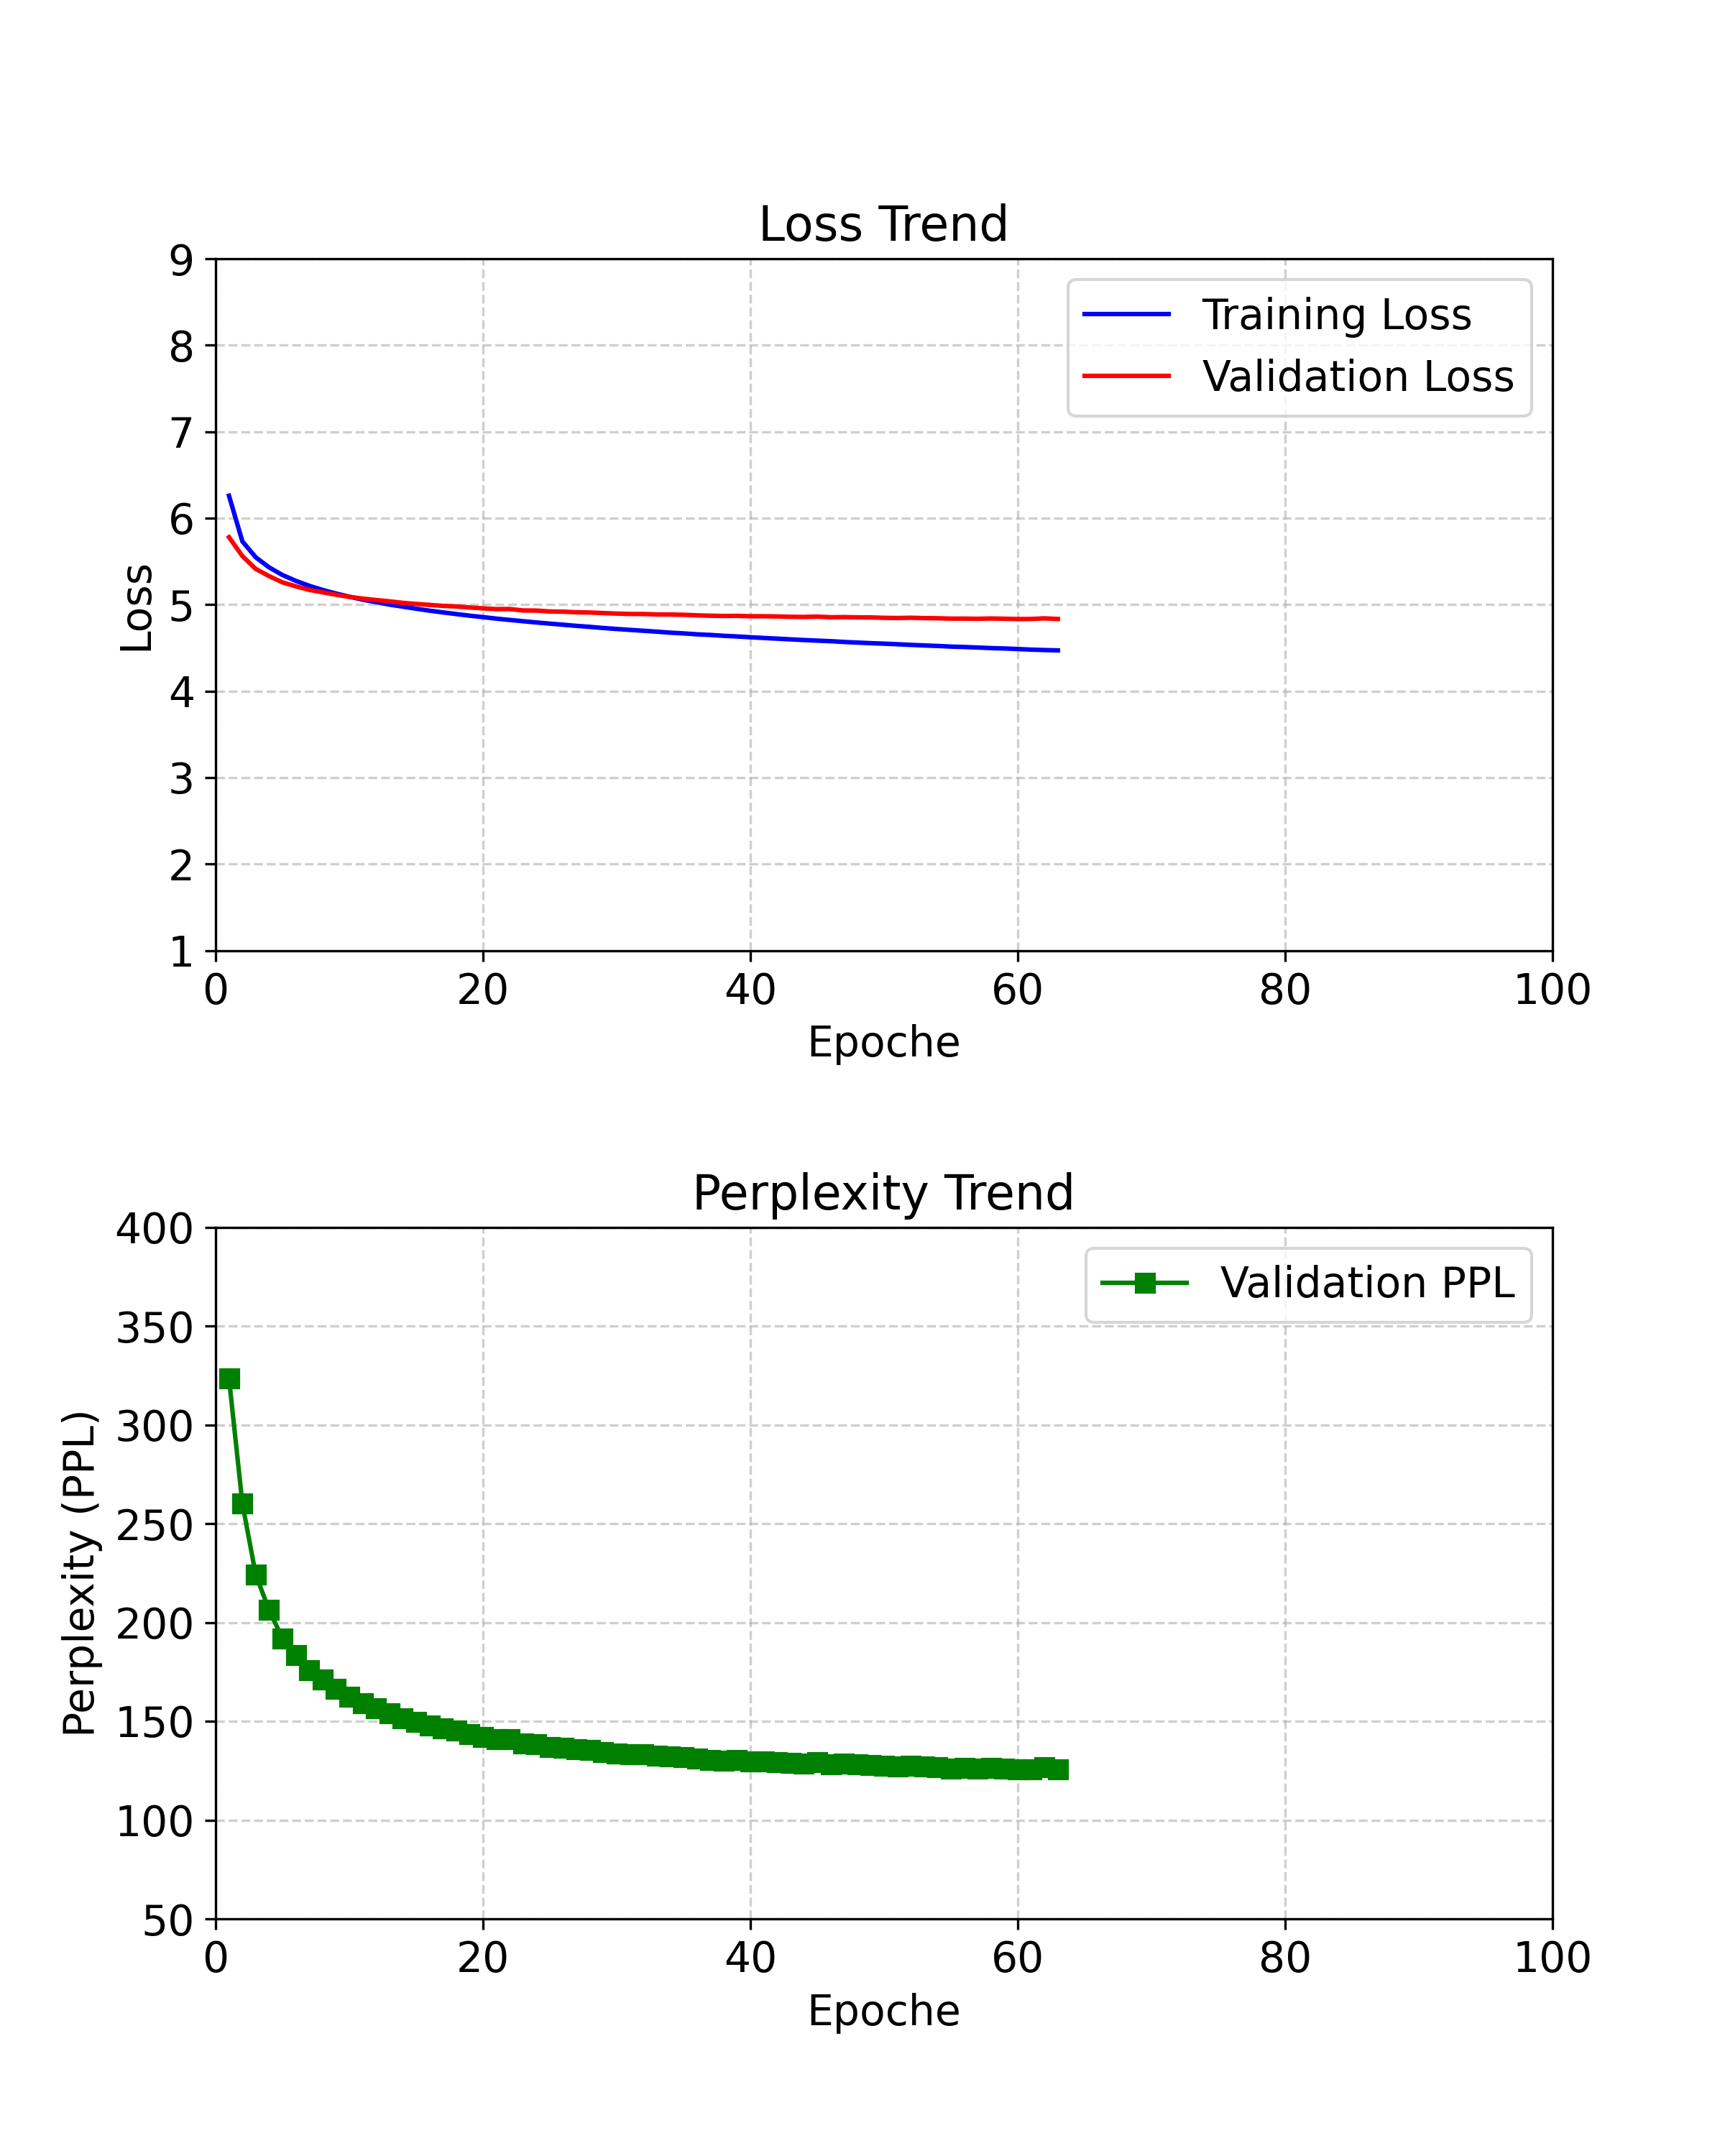 Loss Trend
9
8
7
6
5
4
3
2
1
Loss
Training Loss
Validation Loss
0 20 40 60 80 100
Epoche
Perplexity Trend
400
350
300
250
200
150
100
50
Perplexity (PPL)
Validation PPL
0 20 40 60 80 100
Epoche